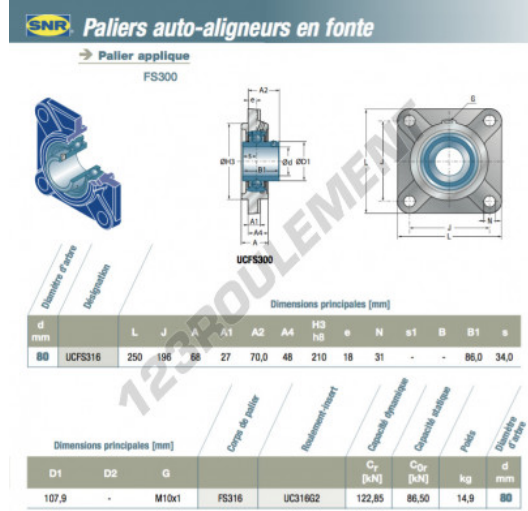 SNR Paliers auto-aligneurs en fonte
Palier applique
FS300
A2
e
G
s
B1
ØH3
Ød
ØD1
L
J
N
A1
A4
A
J
L
UCFS300
123ROULEMENT
Diamètre d'arbre
Désignation
Dimensions principales [mm]
d mm L J A A1 A2 A4 H3 h8 e N s1 B B1 s
80 UCFS316 250 196 68 27 70,0 48 210 18 31 - - 86,0 34,0
Dimensions principales [mm]
Corps de palier
Roulement-insert
Capacité dynamique
Capacité statique
Poids
Diamètre d'arbre
D1 D2 G Cr [kN] C0r [kN] kg d mm
107,9 - M10x1 FS316 UC316G2 122,85 86,50 14,9 80